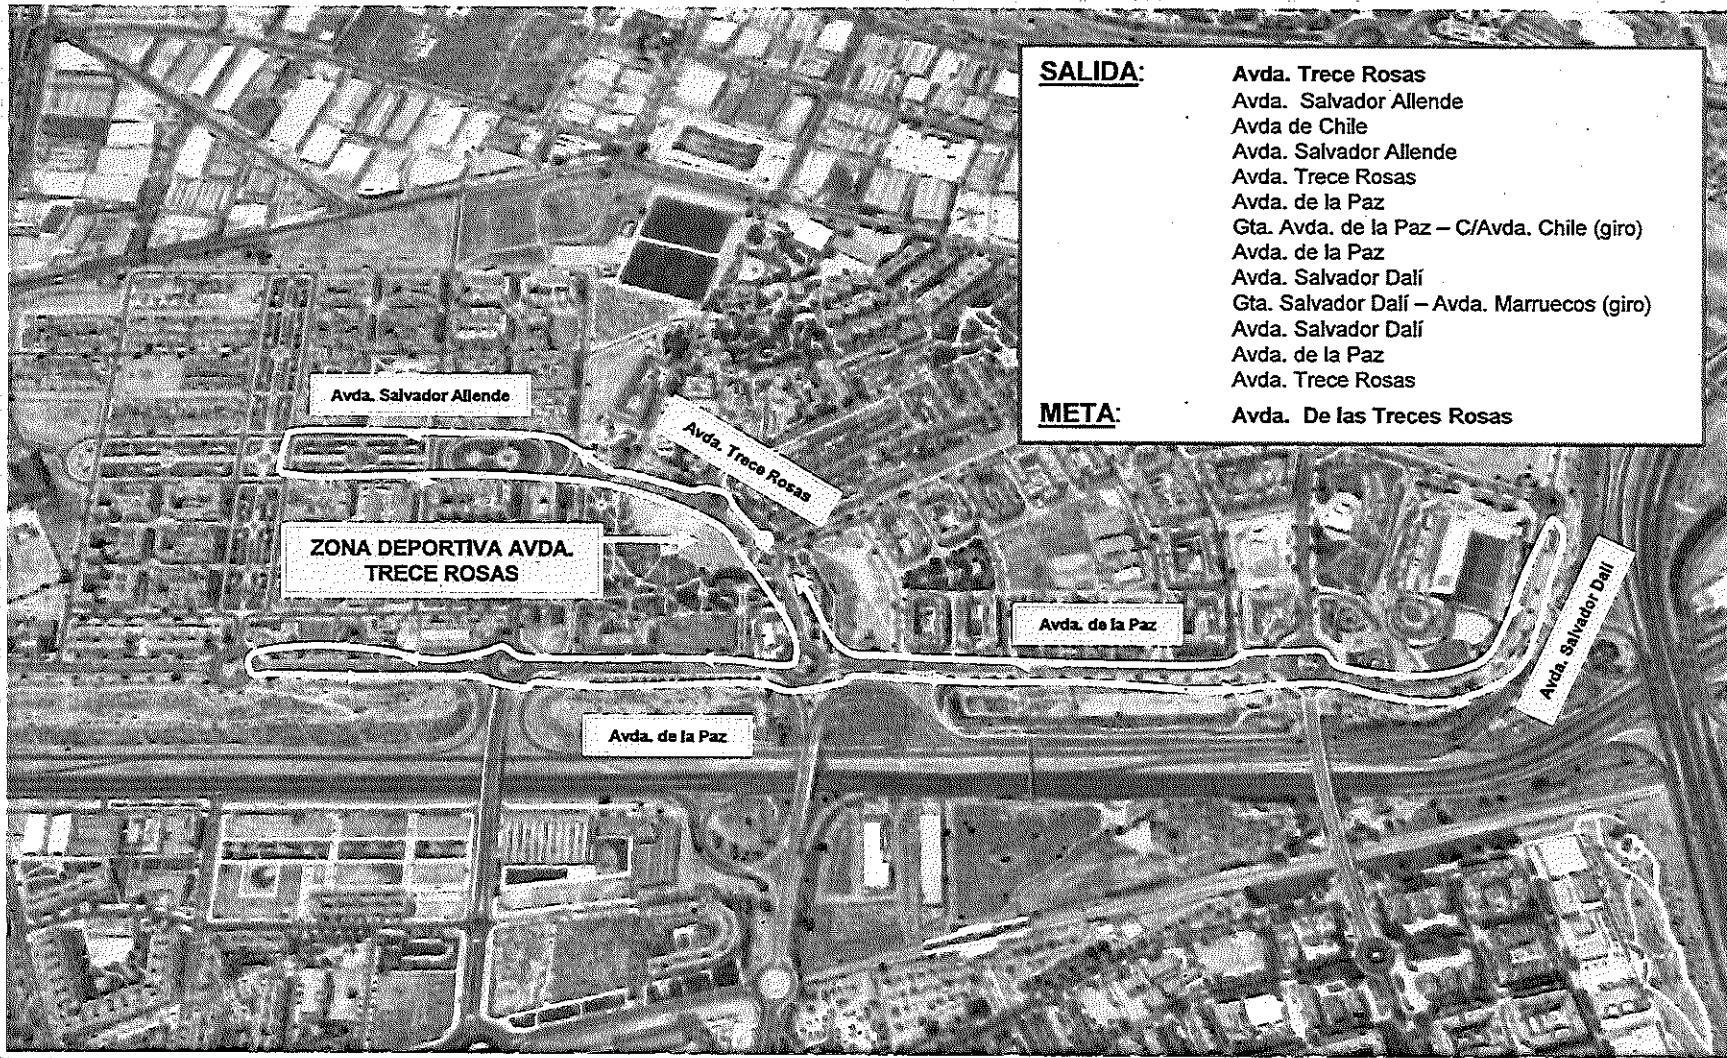 SALIDA: Avda. Trece Rosas
Avda. Salvador Allende
Avda de Chile
Avda. Salvador Allende
Avda. Trece Rosas
Avda. de la Paz
Gta. Avda. de la Paz – C/Avda. Chile (giro)
Avda. de la Paz
Avda. Salvador Dalí
Gta. Salvador Dalí – Avda. Marruecos (giro)
Avda. Salvador Dalí
Avda. de la Paz
Avda. Trece Rosas
META: Avda. De las Treces Rosas
Avda. Salvador Allende
Avda. Trece Rosas
ZONA DEPORTIVA AVDA.
TRECE ROSAS
Avda. de la Paz
Avda. Salvador Dalí
Avda. de la Paz